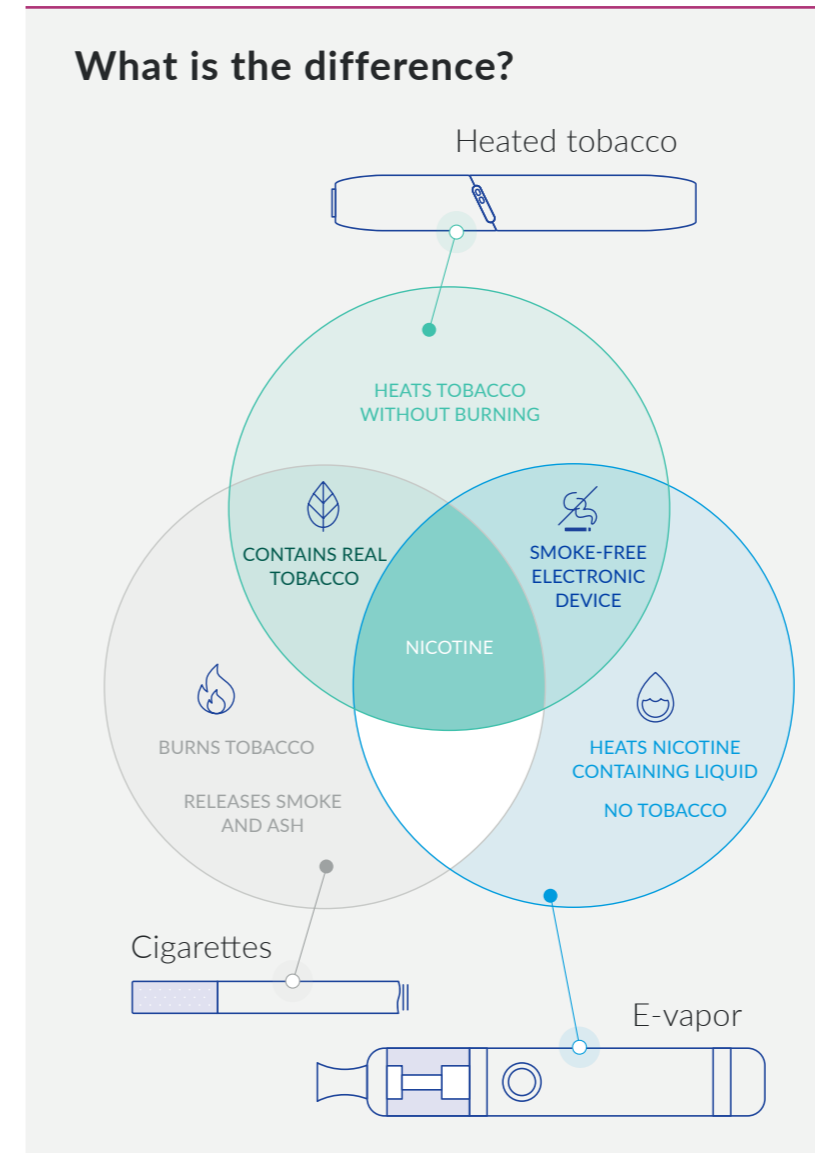 What is the difference?
Heated tobacco
HEATS TOBACCO
WITHOUT BURNING
CONTAINS REAL
TOBACCO
SMOKE-FREE
ELECTRONIC
DEVICE
NICOTINE
BURNS TOBACCO
RELEASES SMOKE
AND ASH
HEATS NICOTINE
CONTAINING LIQUID
NO TOBACCO
Cigarettes
E-vapor